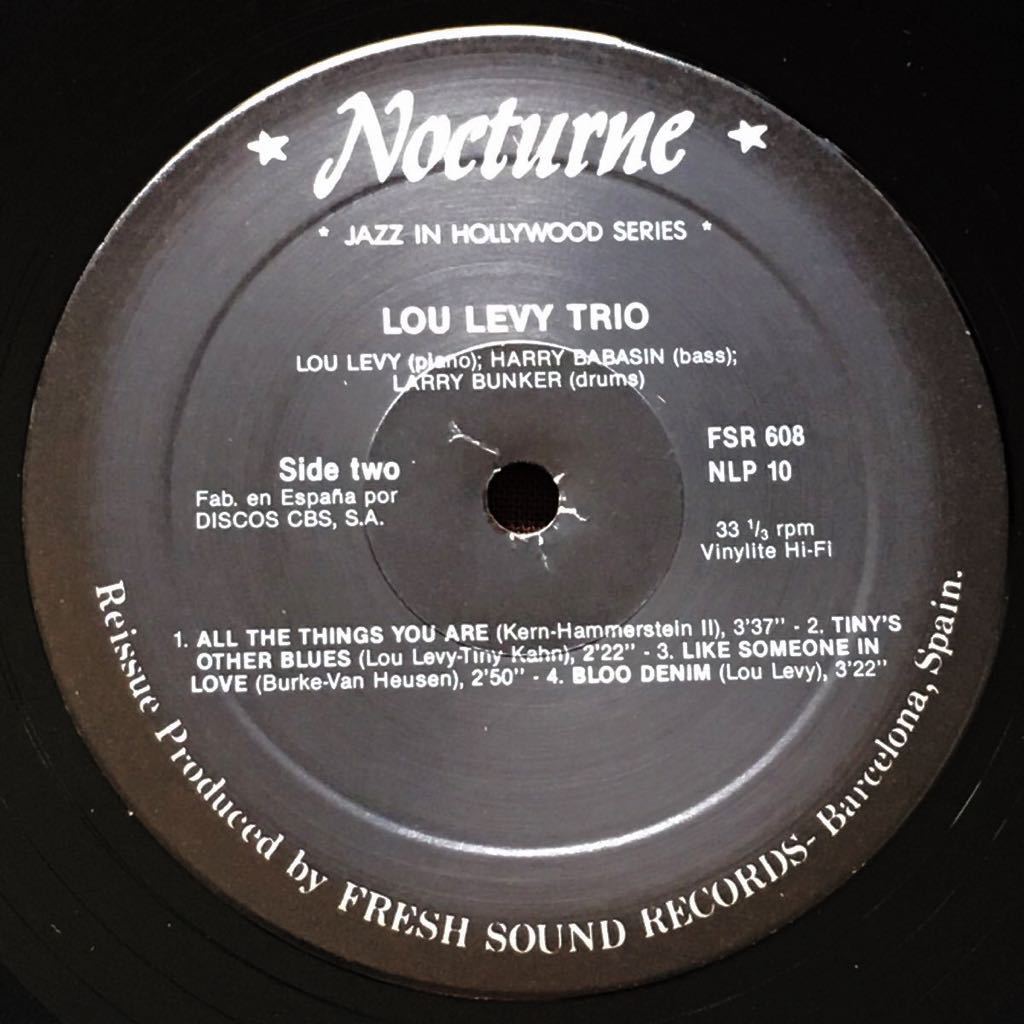 ★ Nocturne ★
* JAZZ IN HOLLYWOOD SERIES *
LOU LEVY TRIO
LOU LEVY (piano); HARRY BABASIN (bass);
LARRY BUNKER (drums)
Side two
Fab. en España por
DISCOS CBS, S.A.
FSR 608
NLP 10
33 ⅓ rpm
Vinylite Hi-Fi
1. ALL THE THINGS YOU ARE (Kern-Hammerstein II), 3'37" - 2. TINY'S
OTHER BLUES (Lou Levy-Tiny Kahn), 2'22" - 3. LIKE SOMEONE IN
LOVE (Burke-Van Heusen), 2'50" - 4. BLOO DENIM (Lou Levy), 3'22"
Reissue Produced by FRESH SOUND RECORDS- Barcelona, Spain.